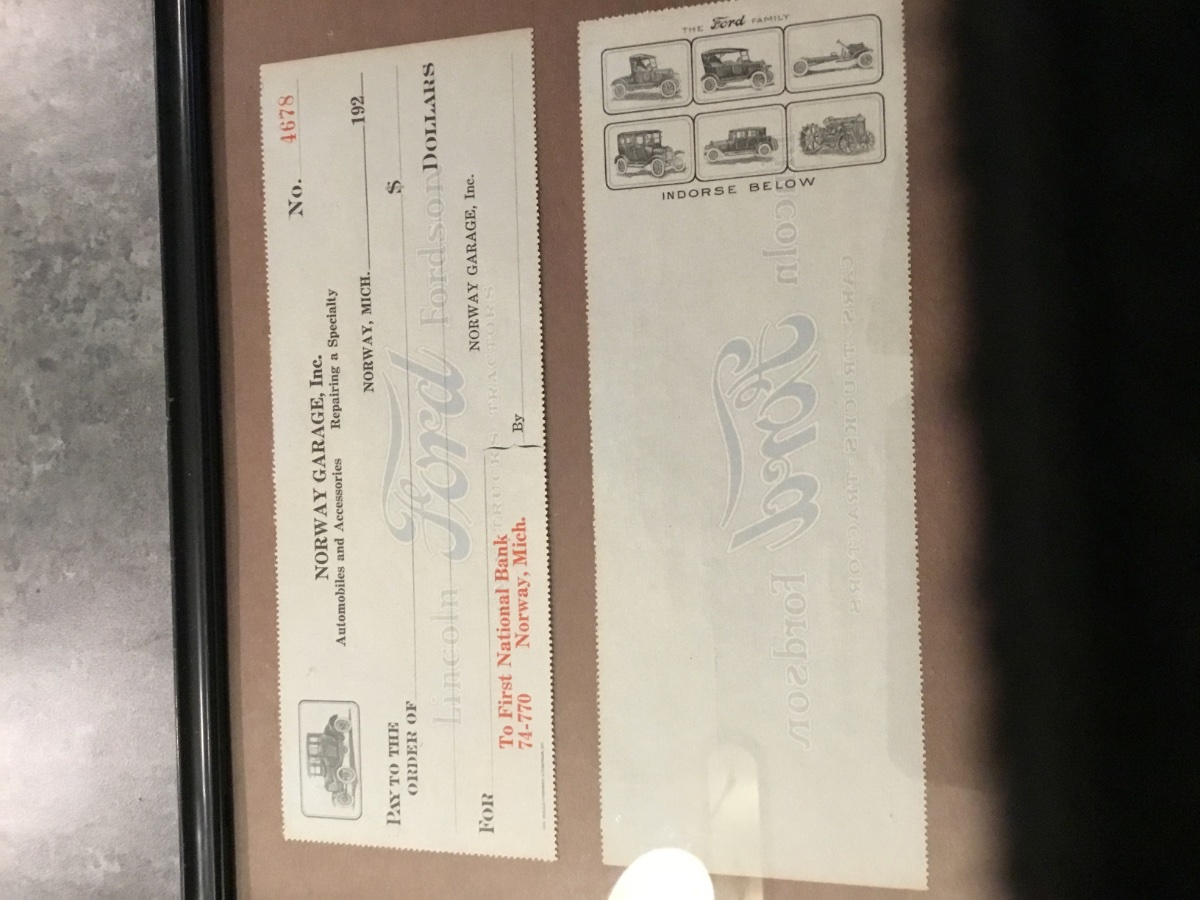 No. 4678
NORWAY GARAGE, Inc.
Automobiles and Accessories Repairing a Specialty
NORWAY, MICH. 192
PAY TO THE
ORDER OF $
Lincoln Ford Fordson DOLLARS
FOR NORWAY GARAGE, Inc.
TRUCKS TRACTORS
To First National Bank
74-770 Norway, Mich. By
THE Ford FAMILY
INDORSE BELOW
CARS TRUCKS TRACTORS
Lincoln Ford Fordson